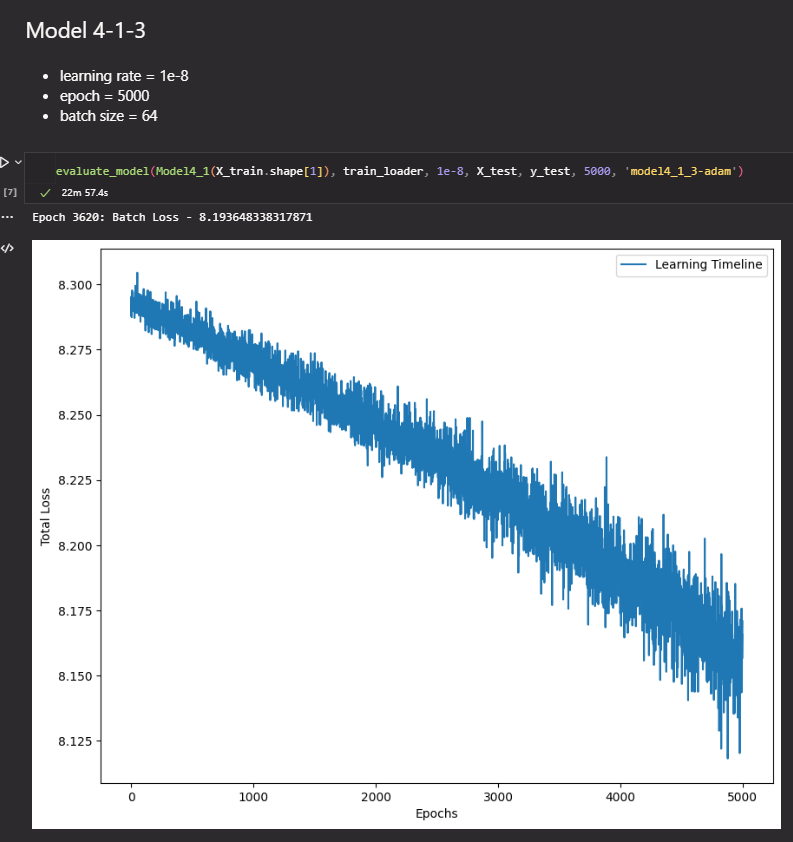 Model 4-1-3
• learning rate = 1e-8
• epoch = 5000
• batch size = 64
evaluate_model(Model4_1(X_train.shape[1]), train_loader, 1e-8, X_test, y_test, 5000, 'model4_1_3-adam')
[7] ✓ 22m 57.4s
Epoch 3620: Batch Loss - 8.193648338317871
Learning Timeline
8.300
8.275
8.250
8.225
8.200
8.175
8.150
8.125
Total Loss
0 1000 2000 3000 4000 5000
Epochs